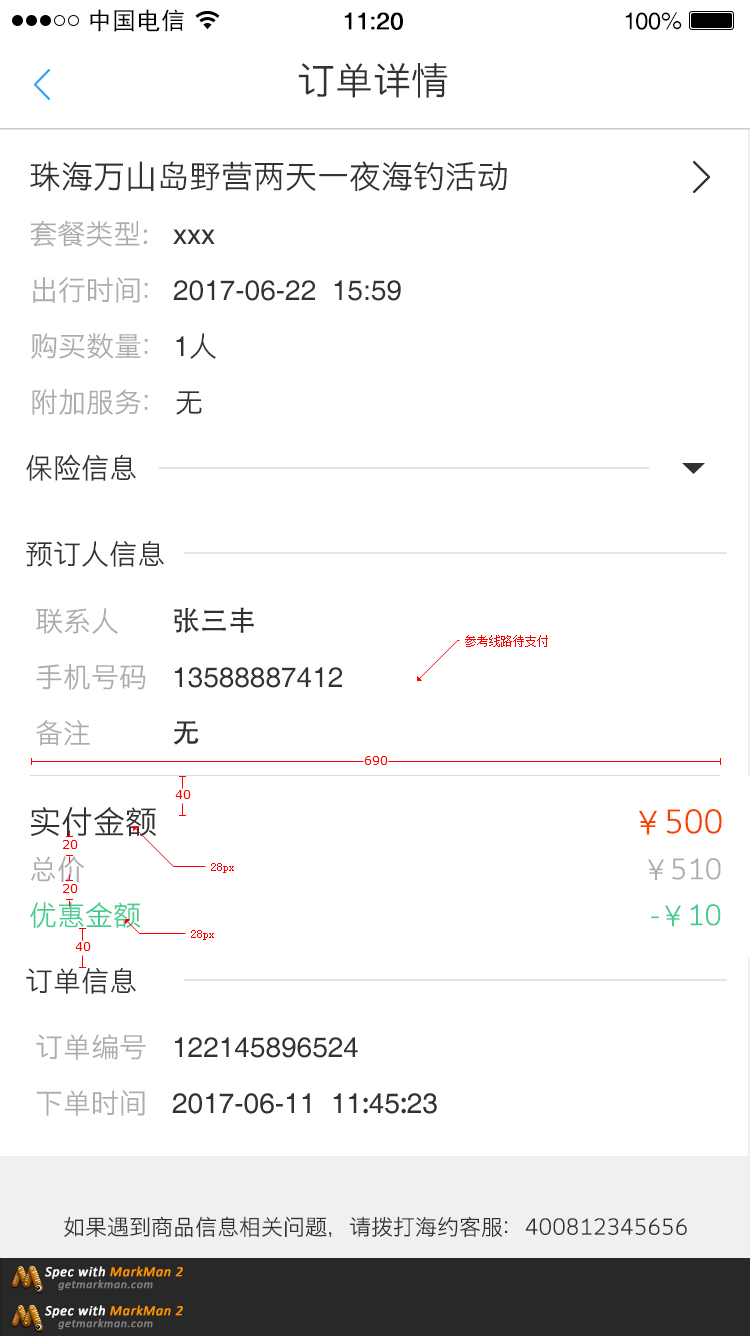 中国电信 11:20 100%
订单详情
珠海万山岛野营两天一夜海钓活动
套餐类型: xxx
出行时间: 2017-06-22 15:59
购买数量: 1人
附加服务: 无
保险信息
预订人信息
联系人 张三丰
参考线路待支付
手机号码 13588887412
备注 无
690
40
实付金额 ¥500
20
28px
总价 ¥510
20
优惠金额 -¥10
28px
40
订单信息
订单编号 122145896524
下单时间 2017-06-11 11:45:23
如果遇到商品信息相关问题，请拨打海约客服：400812345656
Spec with MarkMan 2
getmarkman.com
Spec with MarkMan 2
getmarkman.com